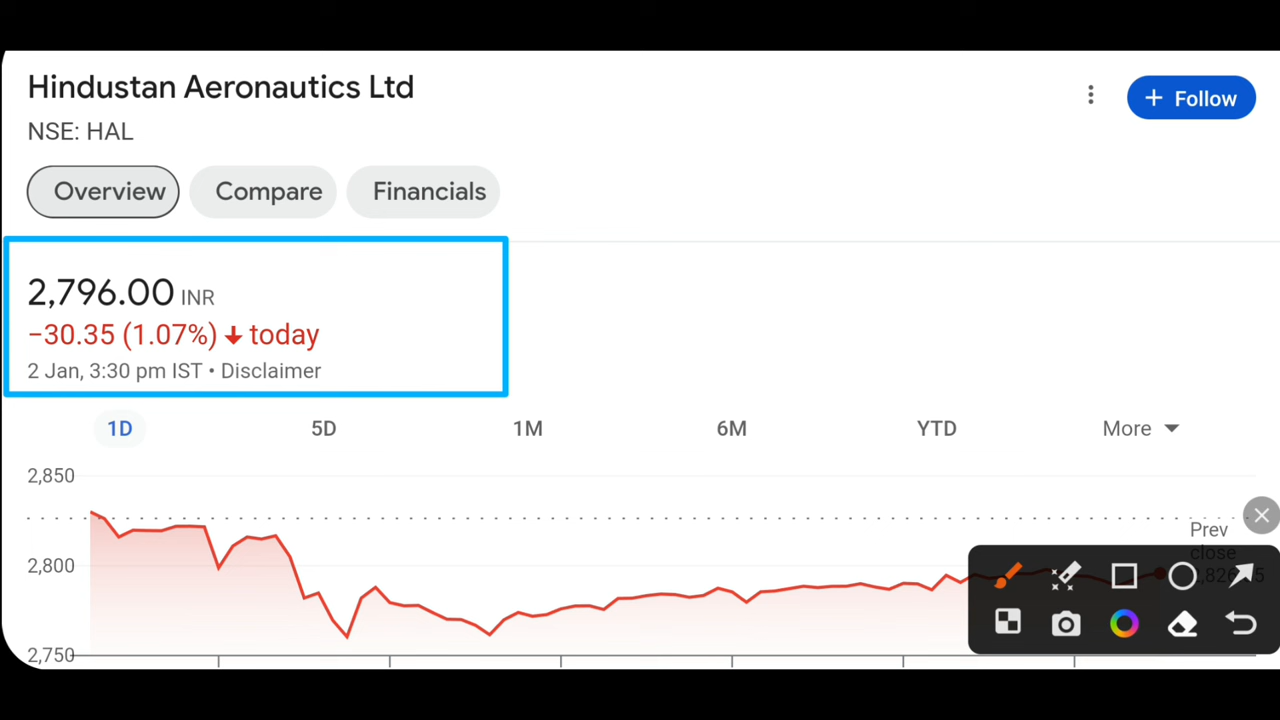 Hindustan Aeronautics Ltd
+ Follow
NSE: HAL
Overview Compare Financials
2,796.00 INR
−30.35 (1.07%) ↓ today
2 Jan, 3:30 pm IST • Disclaimer
1D 5D 1M 6M YTD More
2,850
Prev
close
2,800
2,750